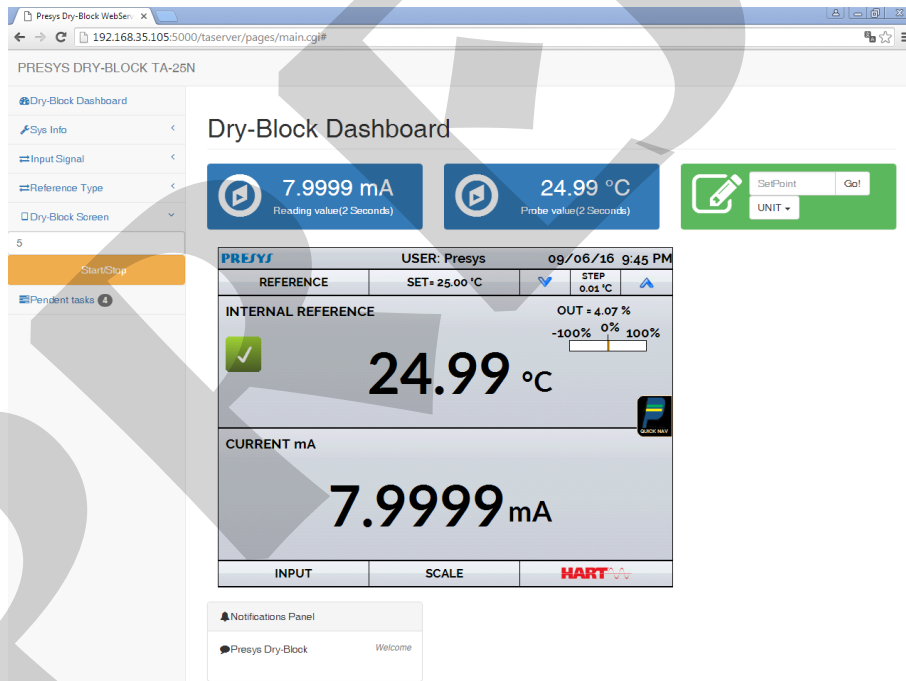 Presys Dry-Block WebServ
192.168.35.105:5000/taserver/pages/main.cgi#
PRESYS DRY-BLOCK TA-25N
Dry-Block Dashboard
Sys Info
Input Signal
Reference Type
Dry-Block Screen
5
Start/Stop
Pendent tasks 4
Dry-Block Dashboard
7.9999 mA
Reading value(2 Seconds)
24.99 °C
Probe value(2 Seconds)
SetPoint Go!
UNIT
PRESYS USER: Presys 09/06/16 9:45 PM
REFERENCE SET= 25.00 °C STEP
0.01 °C
INTERNAL REFERENCE OUT = 4.07 %
-100% 0% 100%
24.99 °C
QUICK NAV
CURRENT mA
7.9999 mA
INPUT SCALE HART
Notifications Panel
Presys Dry-Block Welcome